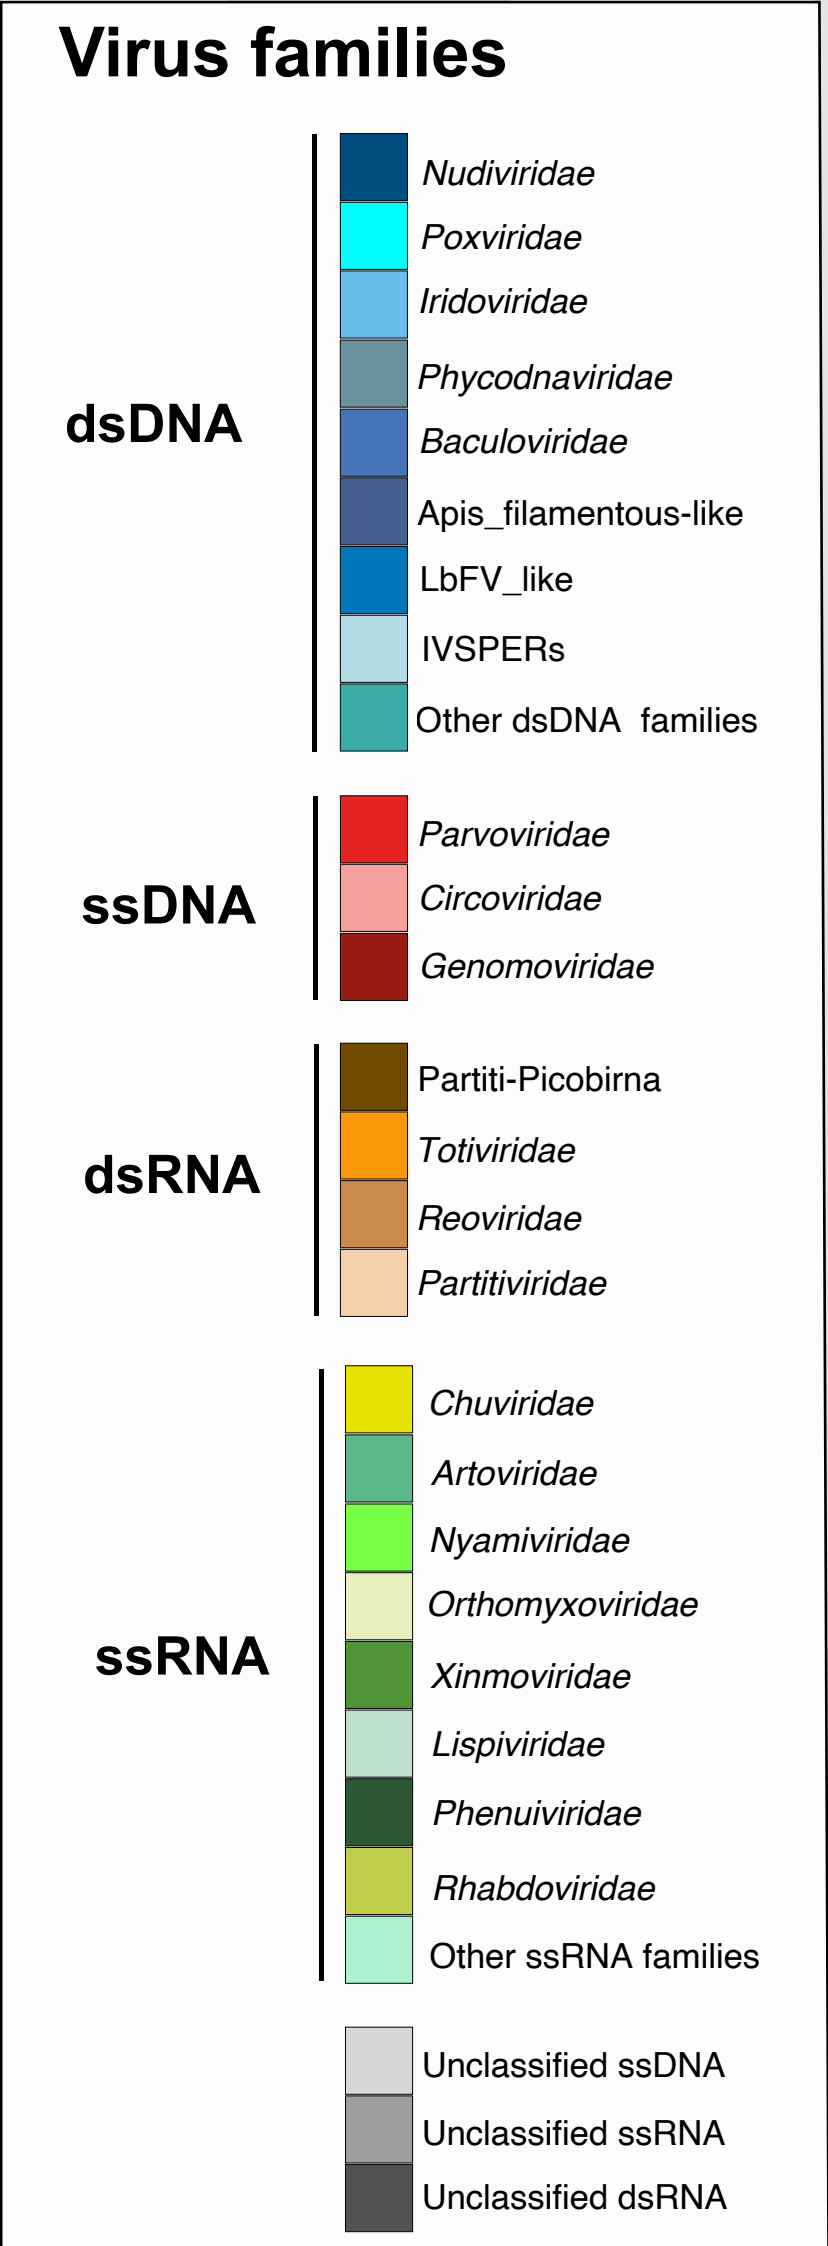 Virus families
dsDNA
Nudiviridae
Poxviridae
Iridoviridae
Phycodnaviridae
Baculoviridae
Apis_filamentous-like
LbFV_like
IVSPERs
Other dsDNA  families
ssDNA
Parvoviridae
Circoviridae
Genomoviridae
dsRNA
Partiti-Picobirna
Totiviridae
Reoviridae
Partitiviridae
ssRNA
Chuviridae
Artoviridae
Nyamiviridae
Orthomyxoviridae
Xinmoviridae
Lispiviridae
Phenuiviridae
Rhabdoviridae
Other ssRNA families
Unclassified ssDNA
Unclassified ssRNA
Unclassified dsRNA